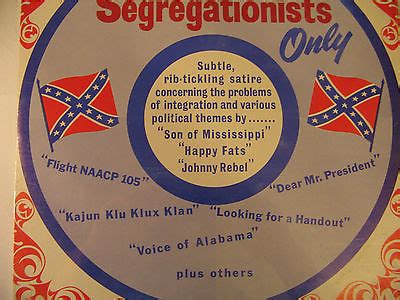 Segregationists
Only
Subtle,
rib-tickling satire
concerning the problems
of integration and various
political themes by.......
"Son of Mississippi"
"Happy Fats"
"Johnny Rebel"
"Flight NAACP 105"
"Dear Mr. President"
"Kajun Klu Klux Klan"
"Looking for a Handout"
"Voice of Alabama"
plus others